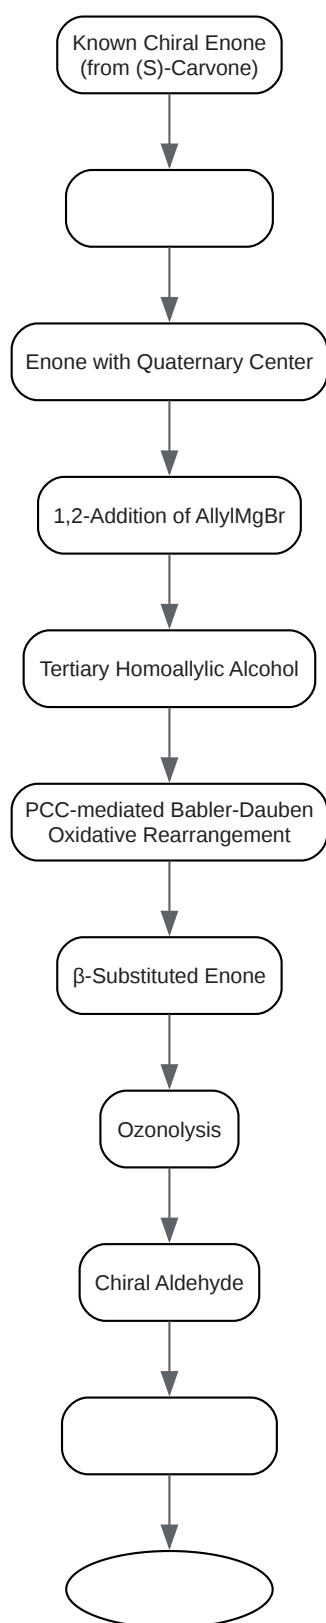 Known Chiral Enone
(from (S)-Carvone)
Enone with Quaternary Center
1,2-Addition of AllylMgBr
Tertiary Homoallylic Alcohol
PCC-mediated Babler-Dauben
Oxidative Rearrangement
β-Substituted Enone
Ozonolysis
Chiral Aldehyde